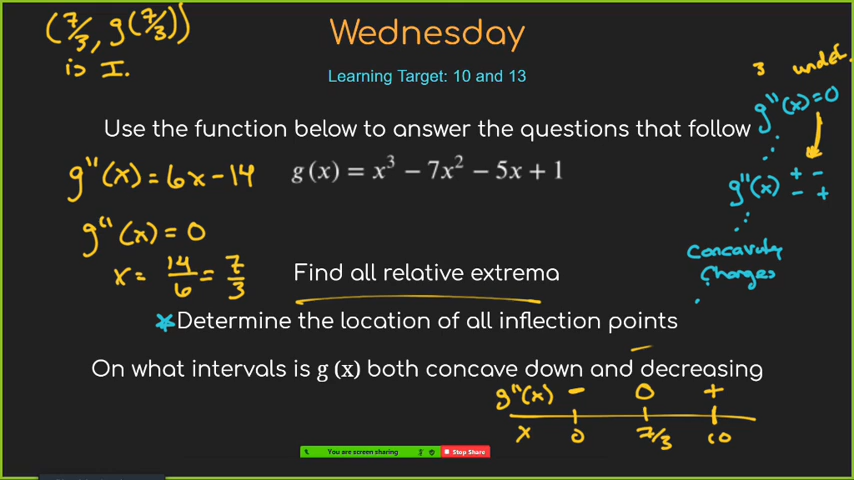 (7/3, g(7/3))
is I.
Wednesday
Learning Target: 10 and 13
3 undef.
g''(x)=0
Use the function below to answer the questions that follow
g''(x) = 6x - 14
g(x) = x³ − 7x² − 5x + 1
g''(x) + - - +
g''(x) = 0
x = 14/6 = 7/3
Concavity
Changes
Find all relative extrema
Determine the location of all inflection points
On what intervals is g (x) both concave down and decreasing
g''(x) - 0 +
x 0 7/3 10
You are screen sharing
Stop Share